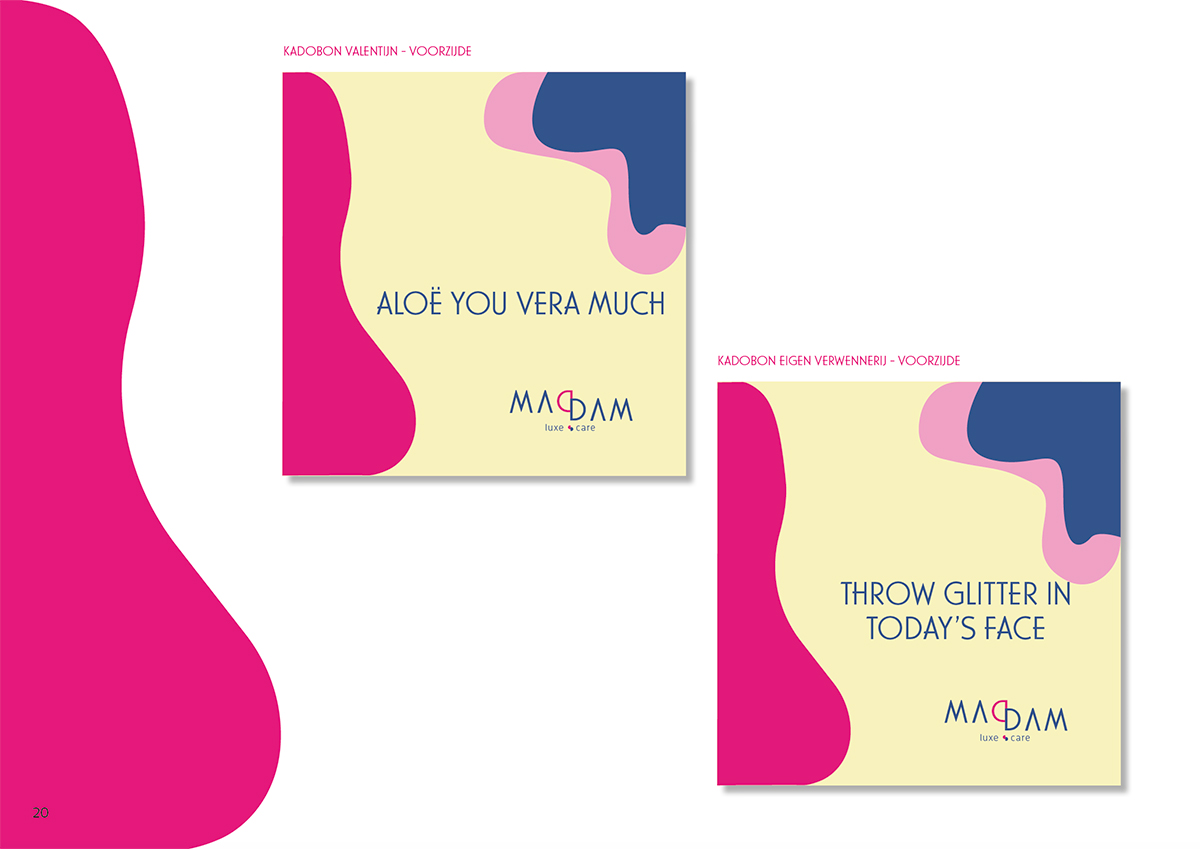 KADOBON VALENTIJN – VOORZIJDE
ALOË YOU VERA MUCH
MADDAM
luxe care
KADOBON EIGEN VERWENNERIJ – VOORZIJDE
THROW GLITTER IN
TODAY'S FACE
MADDAM
luxe care
20